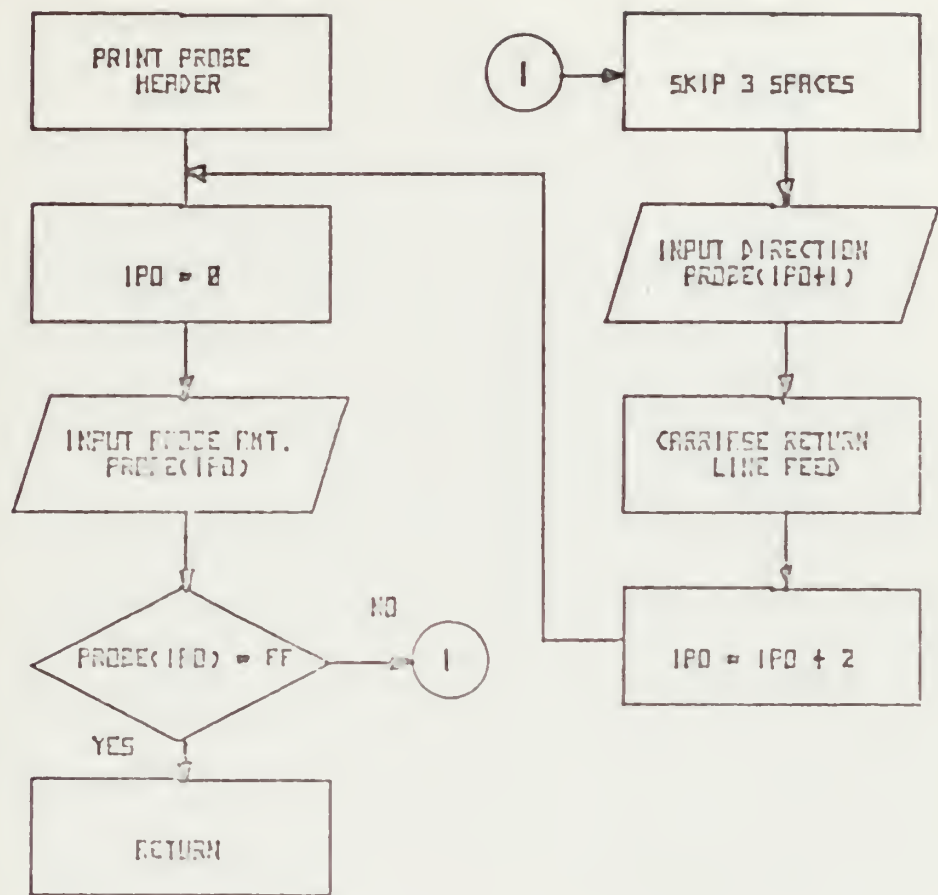 PRINT PROBE
HEADER
IPO = 0
INPUT PROBE AMT.
PROBE(IPO)
PROBE(IPO) = FF
NO
1
YES
RETURN
1
SKIP 3 SPACES
INPUT DIRECTION
PROBE(IPO+1)
CARRIAGE RETURN
LINE FEED
IPO = IPO + 2